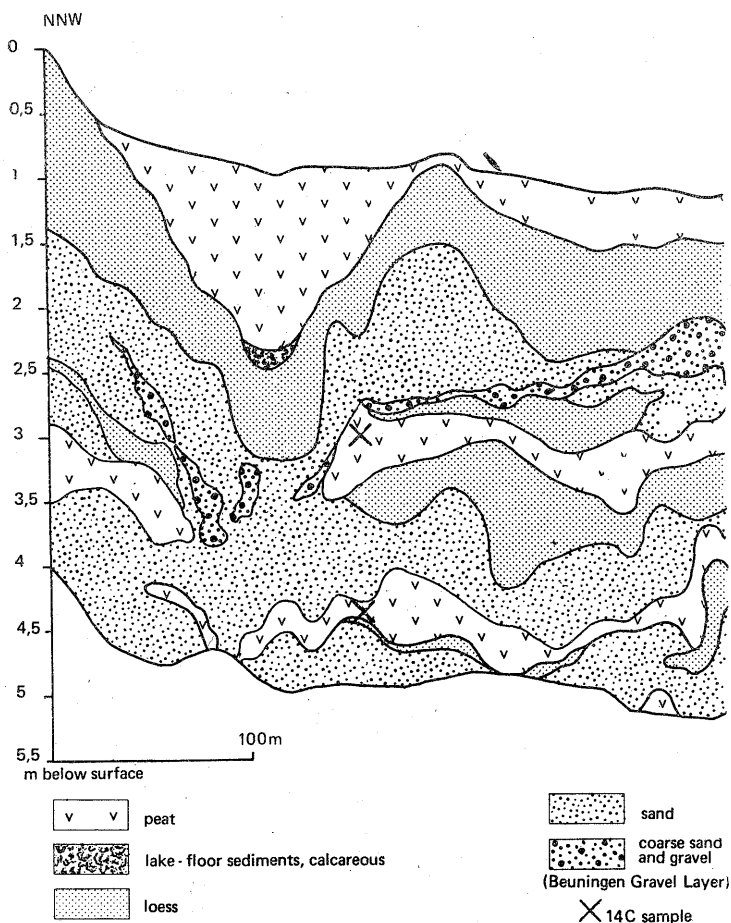 NNW
0
0,5
1
1,5
2
2,5
3
3,5
4
4,5
5
5,5
100m
m below surface
peat
lake-floor sediments, calcareous
loess
sand
coarse sand
and gravel
(Beuningen Gravel Layer)
14C sample